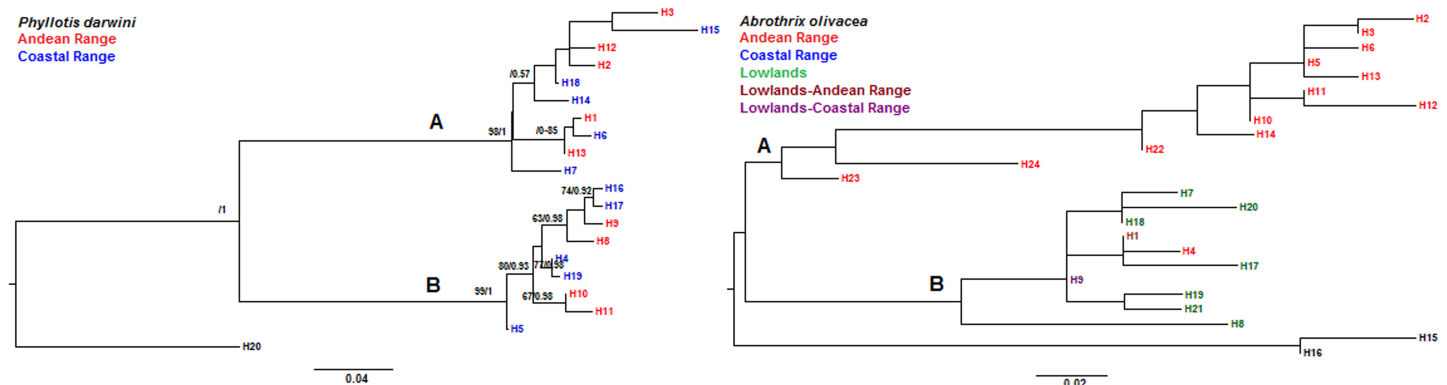 Phyllotis darwini
Andean Range
Coastal Range
H3
H15
H12
H2
/0.57
H18
H14
A
98/1
H1
/0-85
H6
H13
H7
/1
74/0.92
H16
H17
63/0.98
H9
H8
80/0.93
77/0.98
H4
H19
B
99/1
67/0.98
H10
H11
H5
H20
0.04
Abrothrix olivacea
Andean Range
Coastal Range
Lowlands
Lowlands-Andean Range
Lowlands-Coastal Range
H2
H3
H6
H5
H13
H11
H12
H10
H14
A
H22
H24
H23
H7
H20
H18
H1
H4
H17
B
H9
H19
H21
H8
H15
H16
0.02